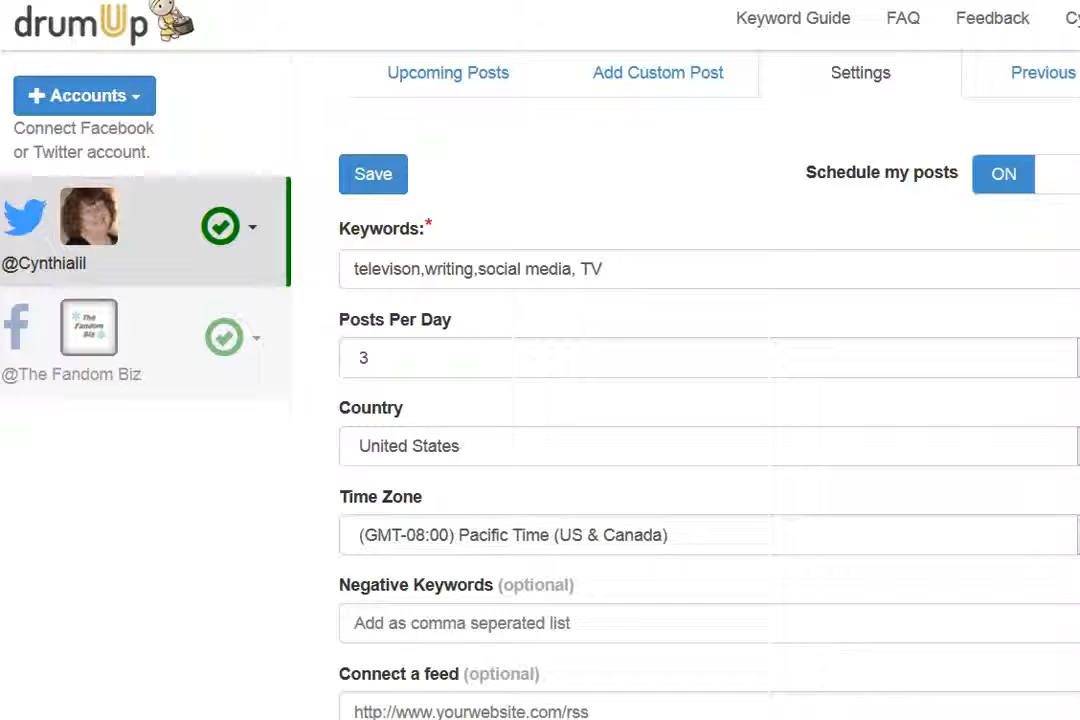 drumUp
Keyword Guide FAQ Feedback
Upcoming Posts Add Custom Post Settings Previous
+ Accounts
Connect Facebook
or Twitter account.
Save Schedule my posts ON
@Cynthialil
Keywords:*
televison,writing,social media, TV
Posts Per Day
3
The
Fandom
Biz
@The Fandom Biz
Country
United States
Time Zone
(GMT-08:00) Pacific Time (US & Canada)
Negative Keywords (optional)
Add as comma seperated list
Connect a feed (optional)
http://www.yourwebsite.com/rss